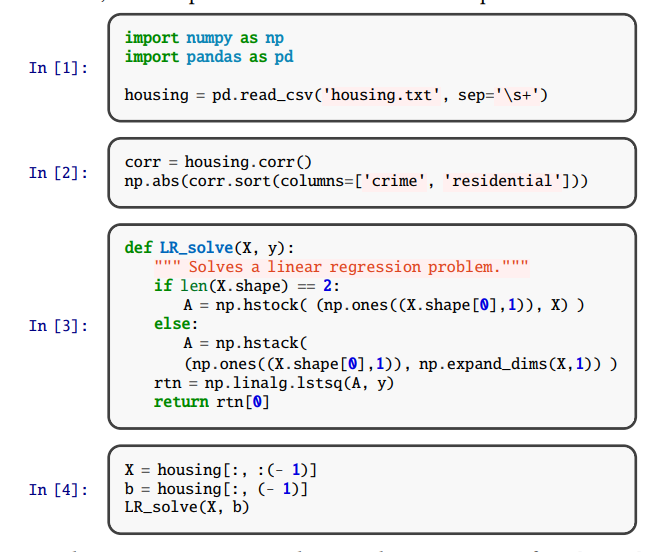 In [1]:
import numpy as np
import pandas as pd
housing = pd.read_csv('housing.txt', sep='\s+')
In [2]:
corr = housing.corr()
np.abs(corr.sort(columns=['crime', 'residential']))
In [3]:
def LR_solve(X, y):
""" Solves a linear regression problem."""
if len(X.shape) == 2:
A = np.hstock( (np.ones((X.shape[0],1)), X) )
else:
A = np.hstack(
(np.ones((X.shape[0],1)), np.expand_dims(X,1)) )
rtn = np.linalg.lstsq(A, y)
return rtn[0]
In [4]:
X = housing[:, :(- 1)]
b = housing[:, (- 1)]
LR_solve(X, b)